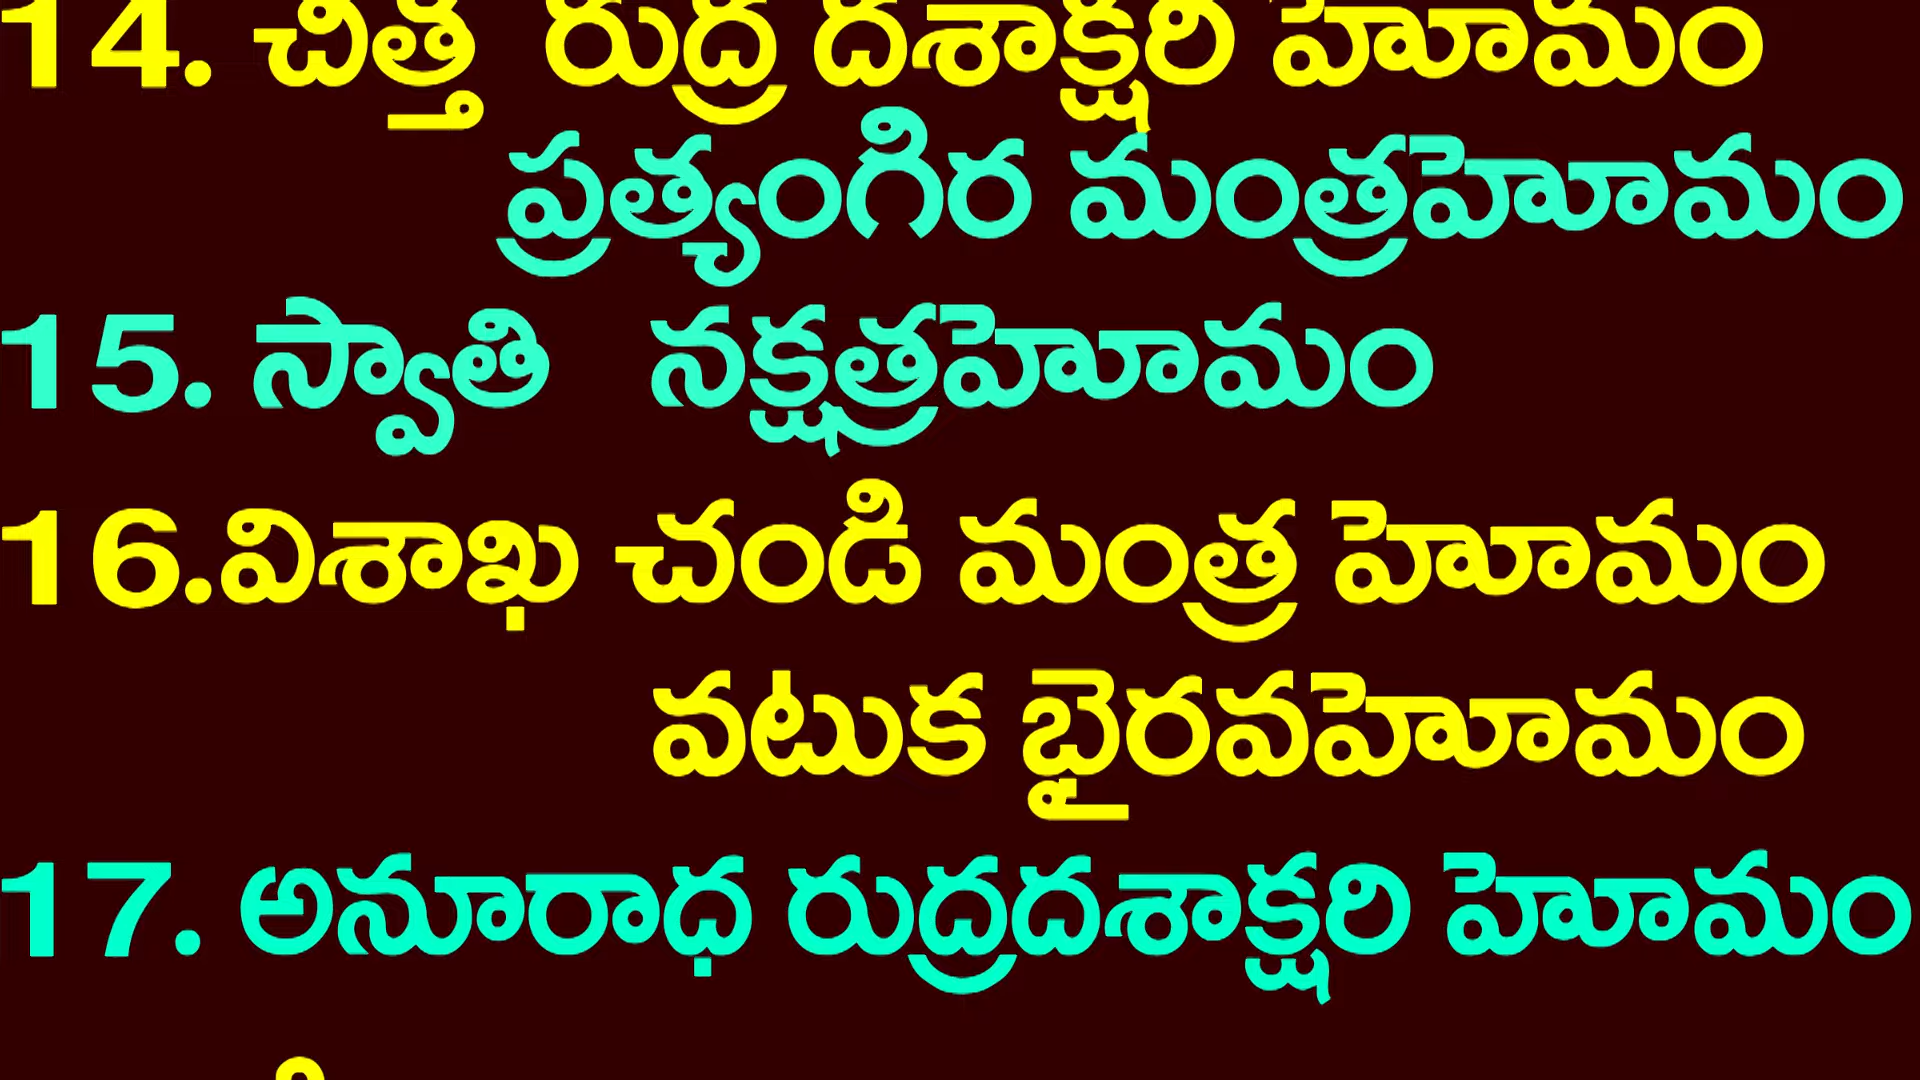 14. చిత్త రుద్ర దశాక్షరి హెూమం
ప్రత్యంగిర మంత్రహెూమం
15. స్వాతి నక్షత్రహెూమం
16.విశాఖ చండి మంత్ర హెూమం
వటుక భైరవహెూమం
17. అనూరాధ రుద్రదశాక్షరి హెూమం